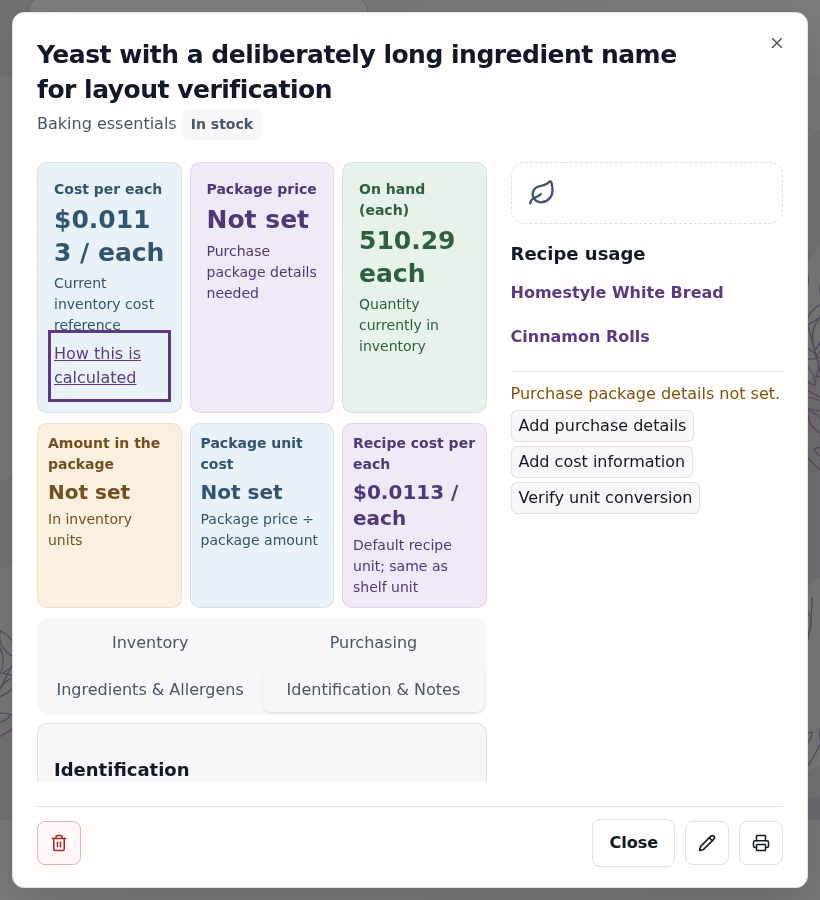 Yeast with a deliberately long ingredient name
for layout verification
Baking essentials In stock
Cost per each
$0.011
3 / each
Current
inventory cost
reference
How this is
calculated
Package price
Not set
Purchase
package details
needed
On hand
(each)
510.29
each
Quantity
currently in
inventory
Amount in the
package
Not set
In inventory
units
Package unit
cost
Not set
Package price ÷
package amount
Recipe cost per
each
$0.0113 /
each
Default recipe
unit; same as
shelf unit
Inventory
Purchasing
Ingredients & Allergens
Identification & Notes
Identification
Recipe usage
Homestyle White Bread
Cinnamon Rolls
Purchase package details not set.
Add purchase details
Add cost information
Verify unit conversion
Close